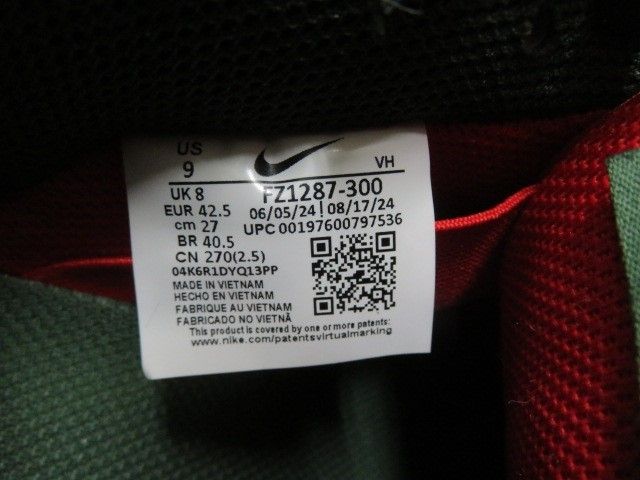 US
9
VH
UK 8
FZ1287-300
EUR 42.5
06/05/24 | 08/17/24
cm 27
UPC 00197600797536
BR 40.5
CN 270(2.5)
04K6R1DYQ13PP
MADE IN VIETNAM
HECHO EN VIETNAM
FABRIQUE AU VIETNAM
FABRICADO NO VIETNÃ
This product is covered by one or more patents:
www.nike.com/patentsvirtualmarking